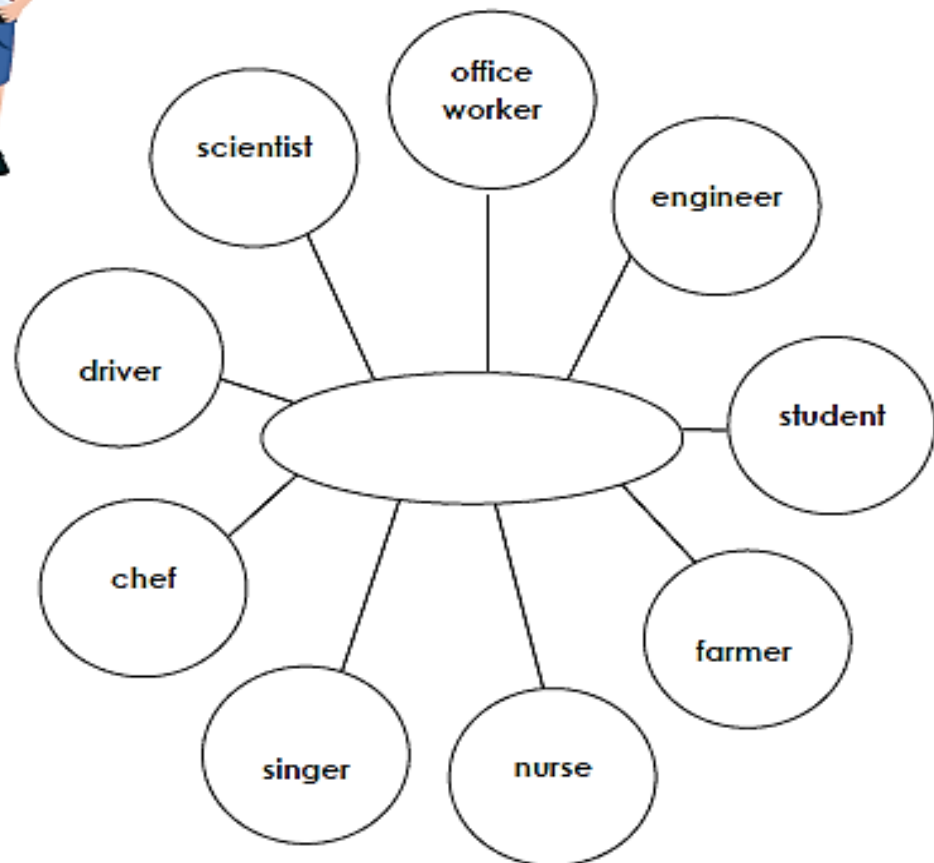 office
worker
scientist
engineer
driver
student
chef
farmer
singer
nurse